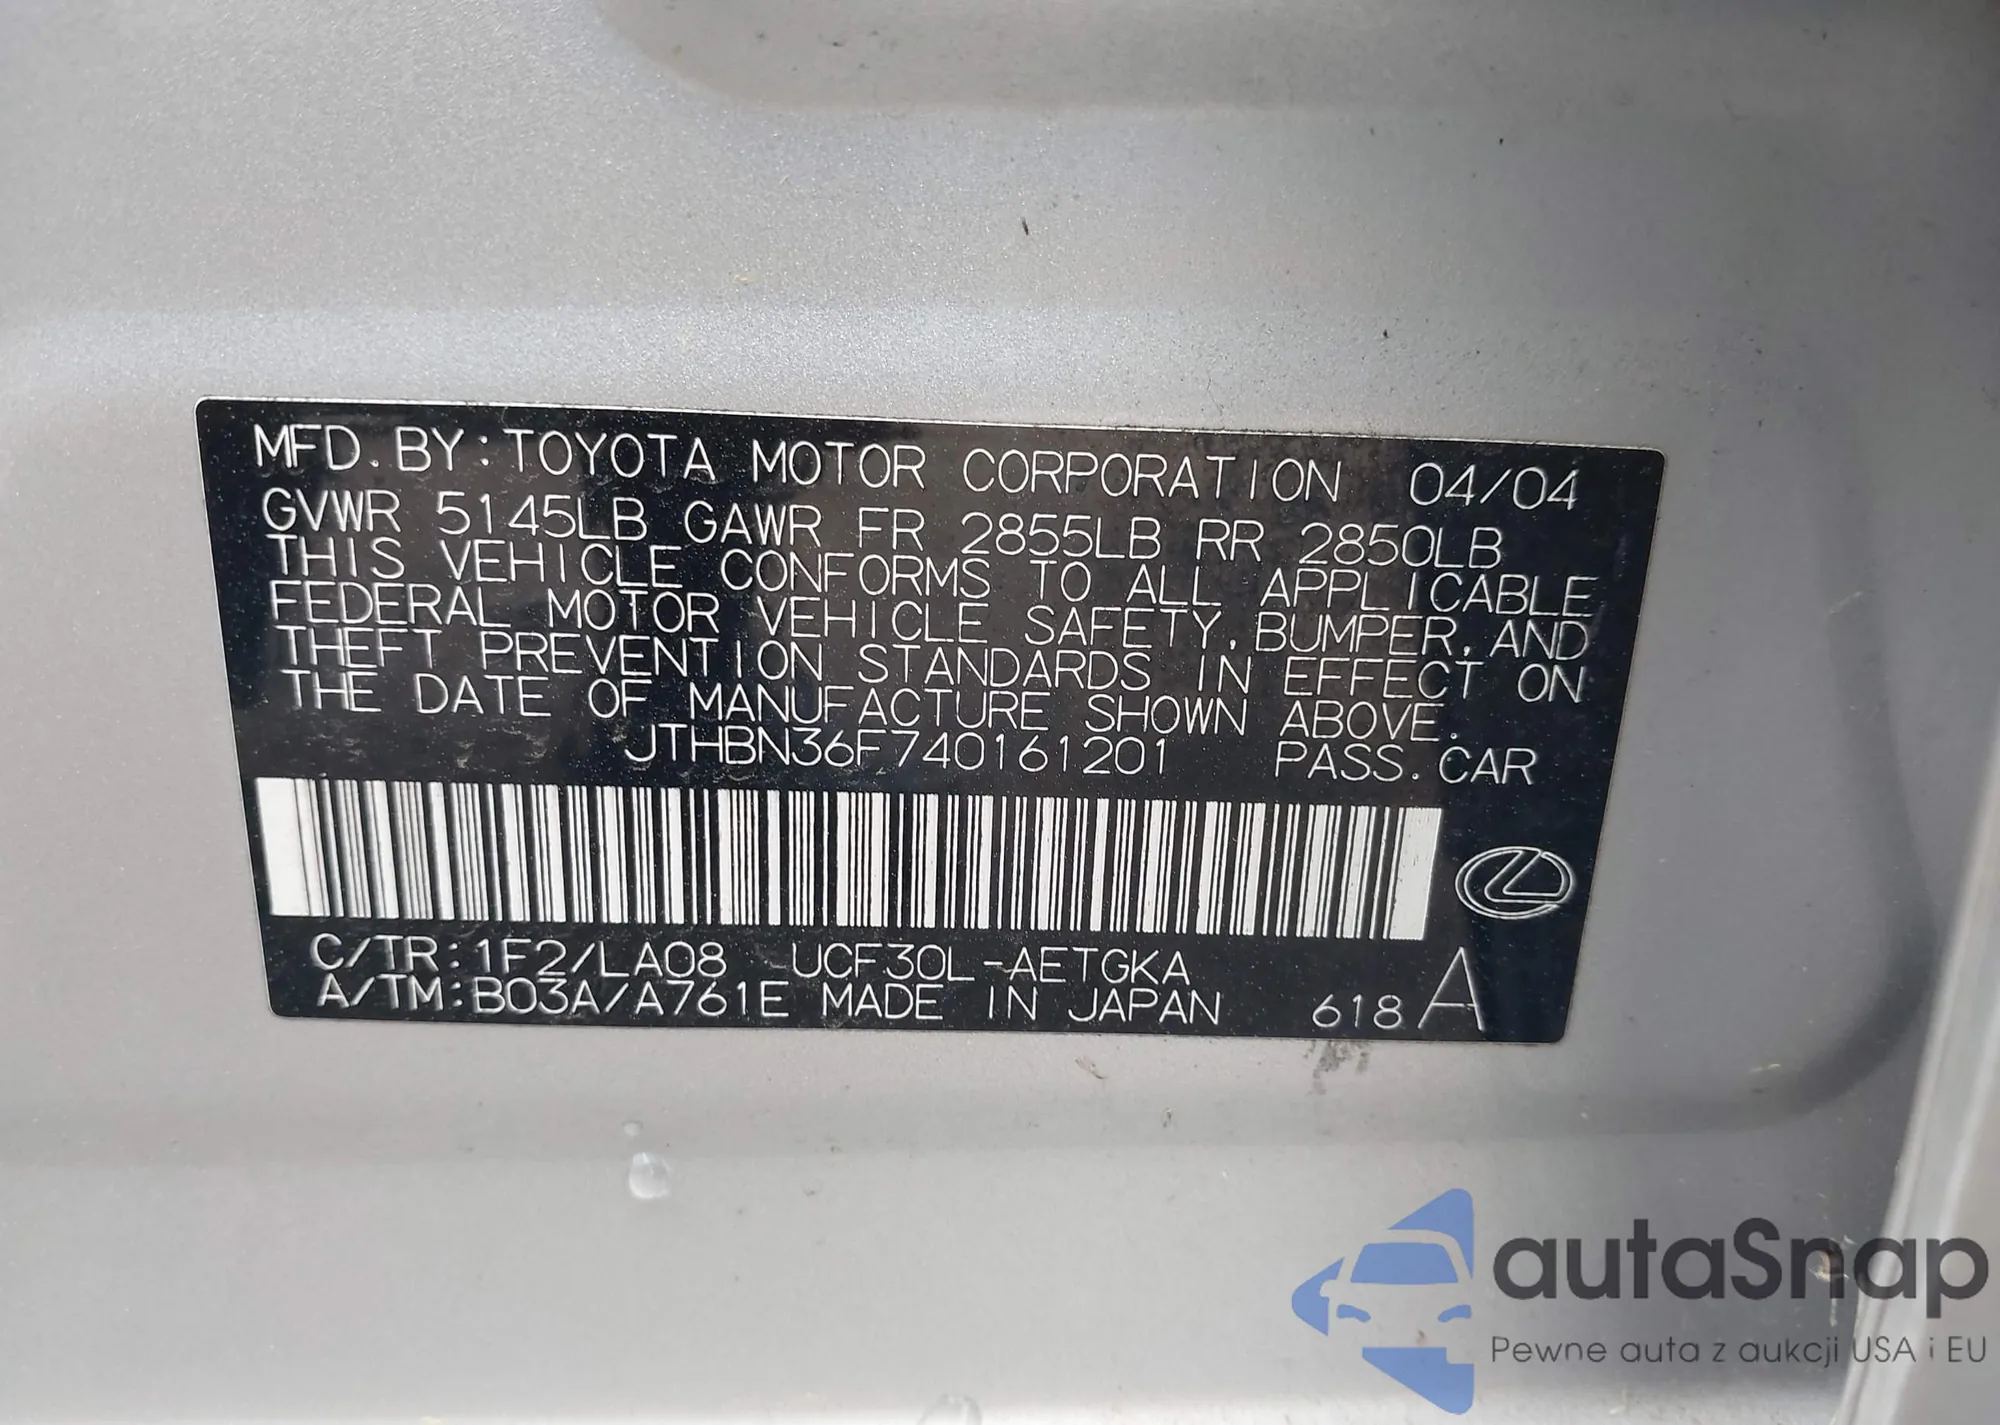 MFD. BY: TOYOTA MOTOR CORPORATION 04/04
GVWR 5145LB GAWR FR 2855LB RR 2850LB
THIS VEHICLE CONFORMS TO ALL APPLICABLE
FEDERAL MOTOR VEHICLE SAFETY, BUMPER, AND
THEFT PREVENTION STANDARDS IN EFFECT ON
THE DATE OF MANUFACTURE SHOWN ABOVE.
JTHBN36F740161201 PASS. CAR
C/TR: 1F2/LA08 UCF30L-AETGKA
A/TM: B03A/A761E MADE IN JAPAN 618 A
autaSnap
Pewne auta z aukcji USA i EU